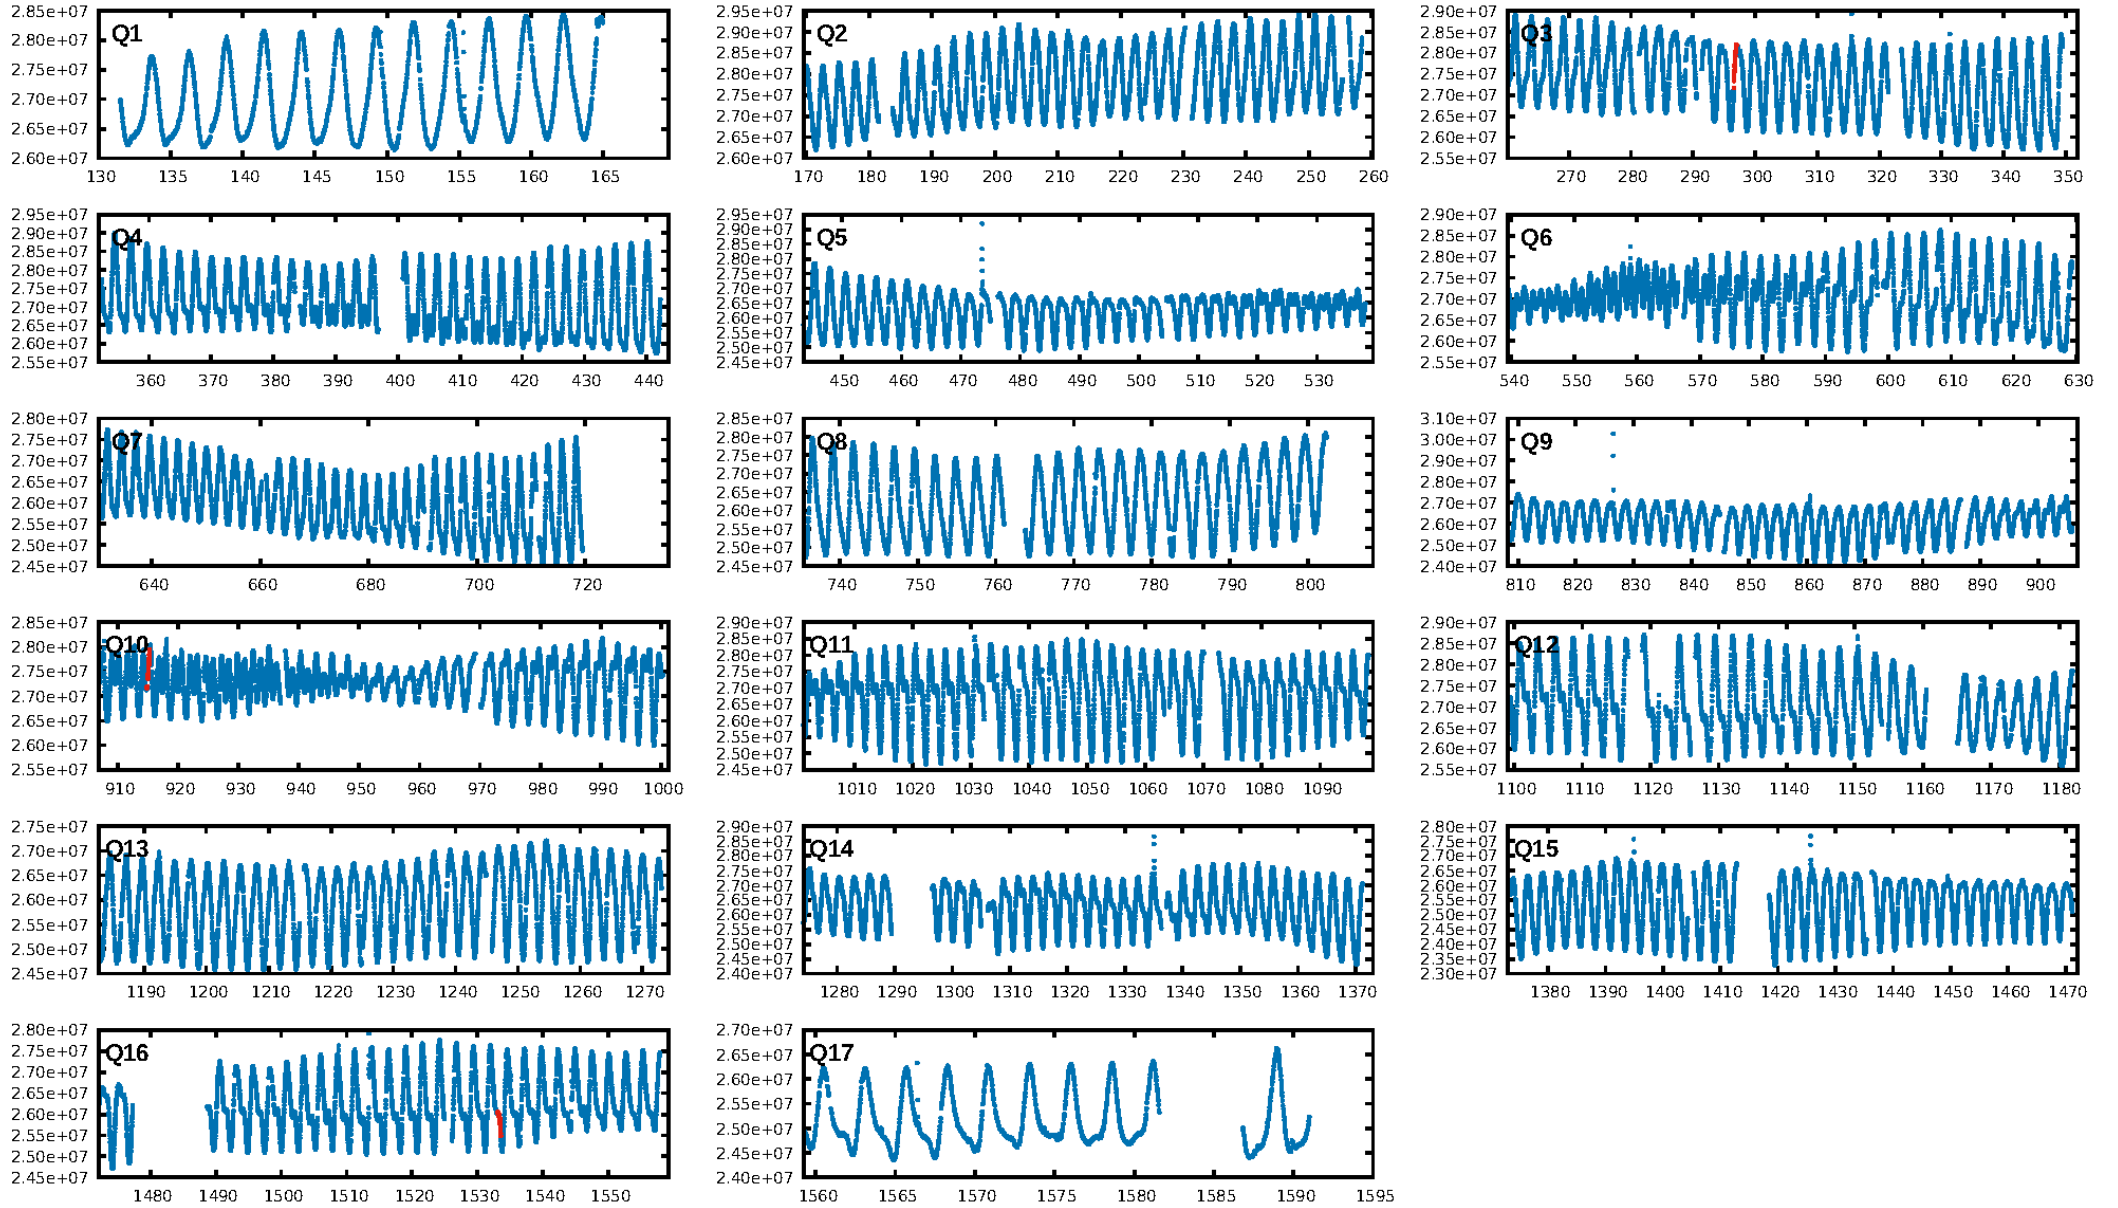 2.85e+07
2.80e+07
2.75e+07
2.70e+07
2.65e+07
2.60e+07
Q1
130 135 140 145 150 155 160 165
2.95e+07
2.90e+07
2.85e+07
2.80e+07
2.75e+07
2.70e+07
2.65e+07
2.60e+07
Q2
170 180 190 200 210 220 230 240 250 260
2.90e+07
2.85e+07
2.80e+07
2.75e+07
2.70e+07
2.65e+07
2.60e+07
2.55e+07
Q3
270 280 290 300 310 320 330 340 350
2.95e+07
2.90e+07
2.85e+07
2.80e+07
2.75e+07
2.70e+07
2.65e+07
2.60e+07
2.55e+07
Q4
360 370 380 390 400 410 420 430 440
2.95e+07
2.90e+07
2.85e+07
2.80e+07
2.75e+07
2.70e+07
2.65e+07
2.60e+07
2.55e+07
2.50e+07
2.45e+07
Q5
450 460 470 480 490 500 510 520 530
2.90e+07
2.85e+07
2.80e+07
2.75e+07
2.70e+07
2.65e+07
2.60e+07
2.55e+07
Q6
540 550 560 570 580 590 600 610 620 630
2.80e+07
2.75e+07
2.70e+07
2.65e+07
2.60e+07
2.55e+07
2.50e+07
2.45e+07
Q7
640 660 680 700 720
2.85e+07
2.80e+07
2.75e+07
2.70e+07
2.65e+07
2.60e+07
2.55e+07
2.50e+07
2.45e+07
Q8
740 750 760 770 780 790 800
3.10e+07
3.00e+07
2.90e+07
2.80e+07
2.70e+07
2.60e+07
2.50e+07
2.40e+07
Q9
810 820 830 840 850 860 870 880 890 900
2.85e+07
2.80e+07
2.75e+07
2.70e+07
2.65e+07
2.60e+07
2.55e+07
Q10
910 920 930 940 950 960 970 980 990 1000
2.90e+07
2.85e+07
2.80e+07
2.75e+07
2.70e+07
2.65e+07
2.60e+07
2.55e+07
2.50e+07
2.45e+07
Q11
1010 1020 1030 1040 1050 1060 1070 1080 1090
2.90e+07
2.85e+07
2.80e+07
2.75e+07
2.70e+07
2.65e+07
2.60e+07
2.55e+07
Q12
1100 1110 1120 1130 1140 1150 1160 1170 1180
2.75e+07
2.70e+07
2.65e+07
2.60e+07
2.55e+07
2.50e+07
2.45e+07
Q13
1190 1200 1210 1220 1230 1240 1250 1260 1270
2.90e+07
2.85e+07
2.80e+07
2.75e+07
2.70e+07
2.65e+07
2.60e+07
2.55e+07
2.50e+07
2.45e+07
2.40e+07
Q14
1280 1290 1300 1310 1320 1330 1340 1350 1360 1370
2.80e+07
2.75e+07
2.70e+07
2.65e+07
2.60e+07
2.55e+07
2.50e+07
2.45e+07
2.40e+07
2.35e+07
2.30e+07
Q15
1380 1390 1400 1410 1420 1430 1440 1450 1460 1470
2.80e+07
2.75e+07
2.70e+07
2.65e+07
2.60e+07
2.55e+07
2.50e+07
2.45e+07
Q16
1480 1490 1500 1510 1520 1530 1540 1550
2.70e+07
2.65e+07
2.60e+07
2.55e+07
2.50e+07
2.45e+07
2.40e+07
Q17
1560 1565 1570 1575 1580 1585 1590 1595